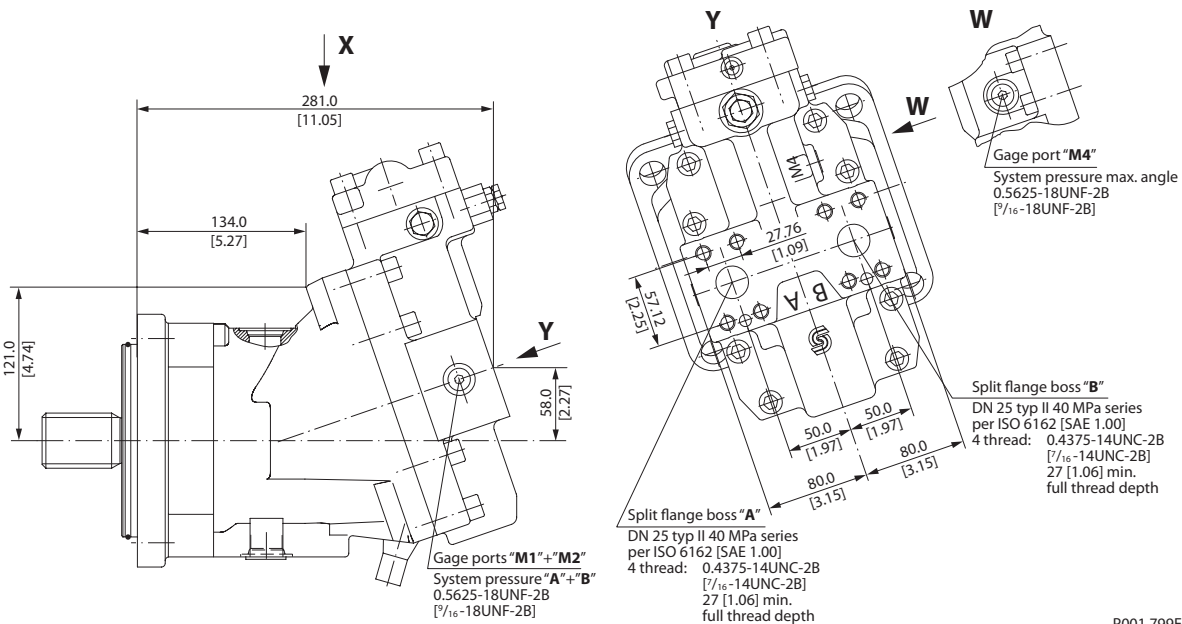 X
281.0
[11.05]
134.0
[5.27]
121.0
[4.74]
Y
58.0
[2.27]
Gage ports "M1"+"M2"
System pressure "A"+"B"
0.5625-18UNF-2B
[9/16-18UNF-2B]
Y
W
M4
27.76
[1.09]
57.12
[2.25]
B A
50.0
[1.97]
50.0
[1.97]
80.0
[3.15]
80.0
[3.15]
W
Gage port "M4"
System pressure max. angle
0.5625-18UNF-2B
[9/16-18UNF-2B]
Split flange boss "B"
DN 25 typ II 40 MPa series
per ISO 6162 [SAE 1.00]
4 thread: 0.4375-14UNC-2B
[7/16-14UNC-2B]
27 [1.06] min.
full thread depth
Split flange boss "A"
DN 25 typ II 40 MPa series
per ISO 6162 [SAE 1.00]
4 thread: 0.4375-14UNC-2B
[7/16-14UNC-2B]
27 [1.06] min.
full thread depth